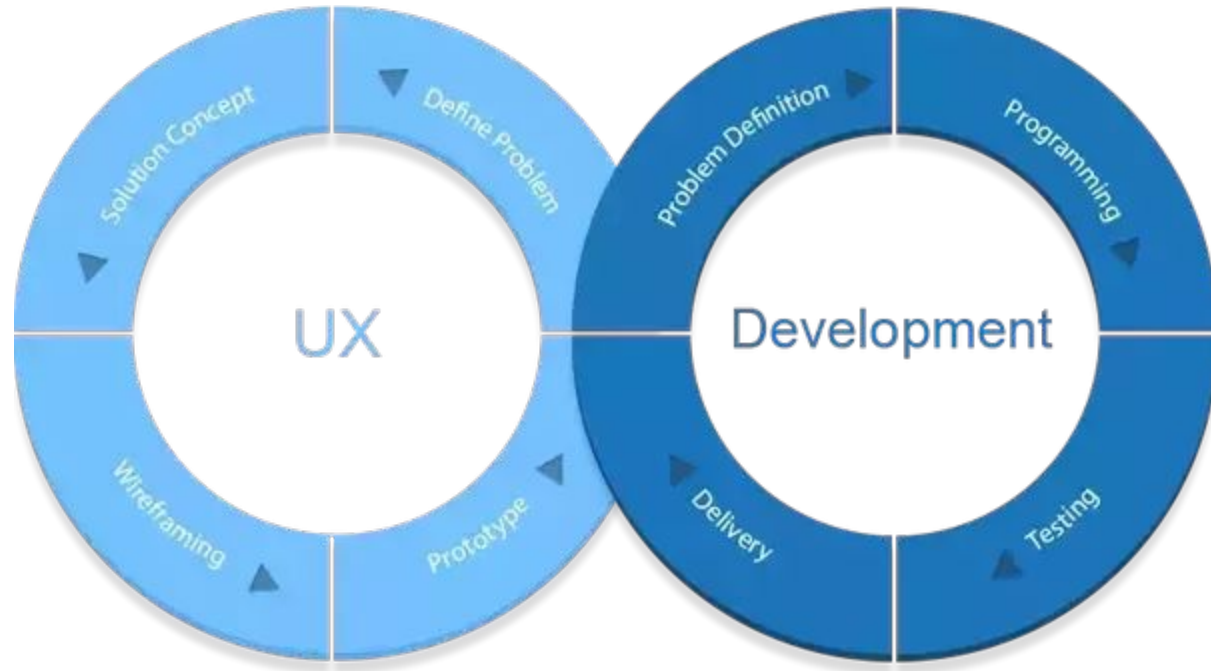 Solution Concept
Define Problem
Problem Definition
Programming
UX
Development
Wireframing
Prototype
Delivery
Testing